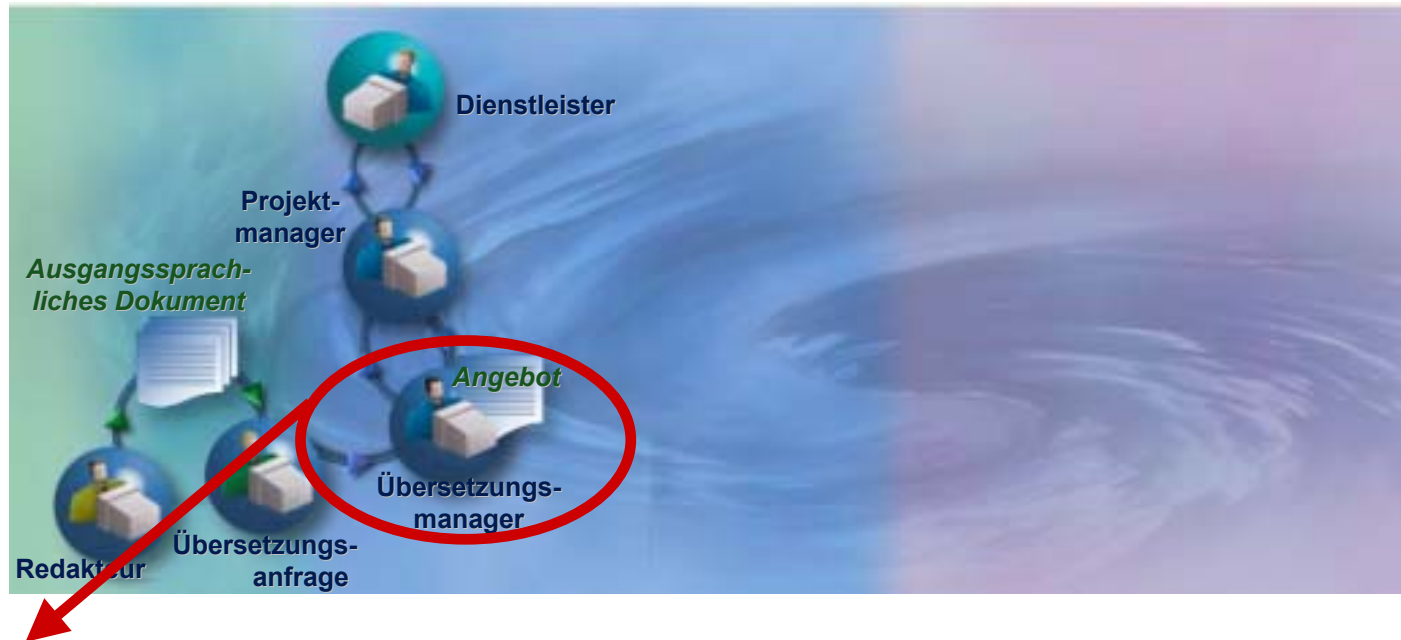 Dienstleister
Projekt-
manager
Ausgangssprach-
liches Dokument
Angebot
Übersetzungs-
manager
Übersetzungs-
anfrage
Redakteur